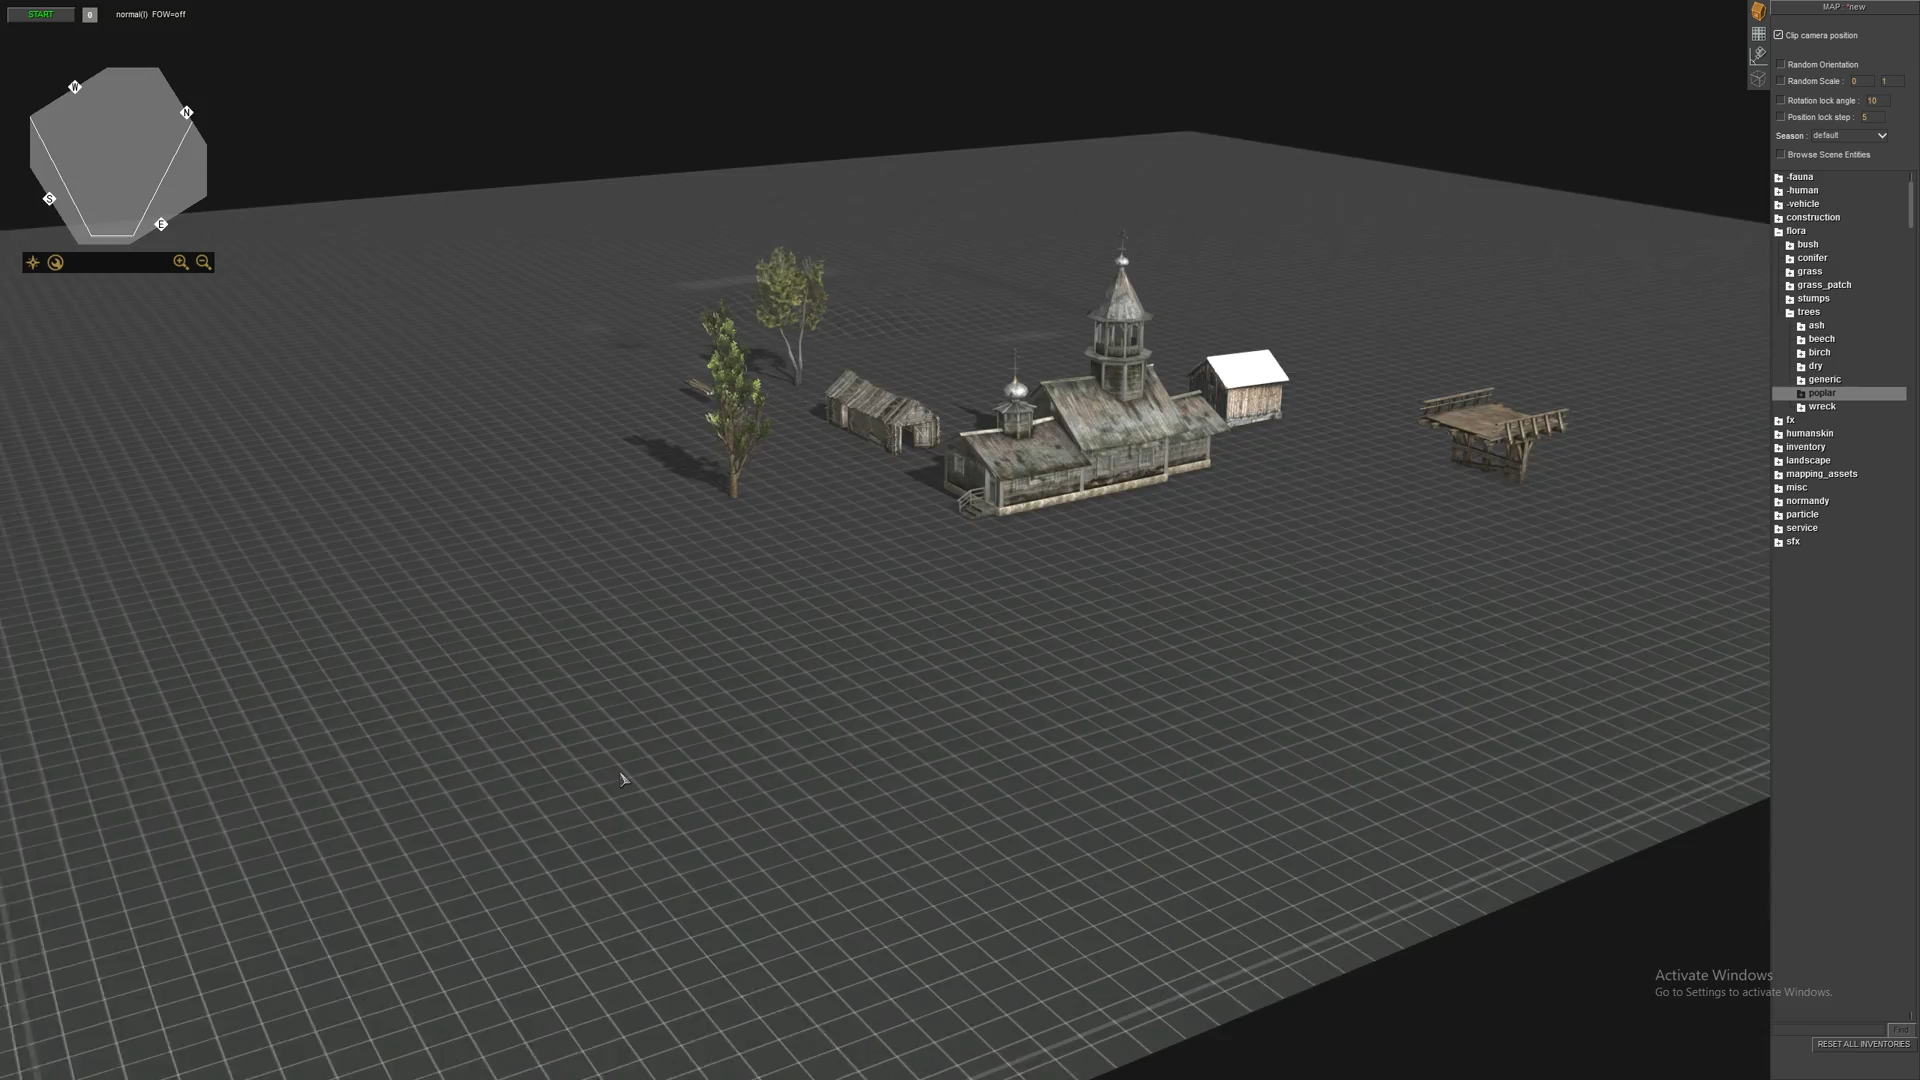 START 0 normal(l) FOW=off
W
N
S
E
MAP : *new
Clip camera position
Random Orientation
Random Scale : 0 1
Rotation lock angle : 10
Position lock step : 5
Season : default
Browse Scene Entities
-fauna
-human
-vehicle
construction
flora
bush
conifer
grass
grass_patch
stumps
trees
ash
beech
birch
dry
generic
poplar
wreck
fx
humanskin
inventory
landscape
mapping_assets
misc
normandy
particle
service
sfx
Activate Windows
Go to Settings to activate Windows.
Find
RESET ALL INVENTORIES